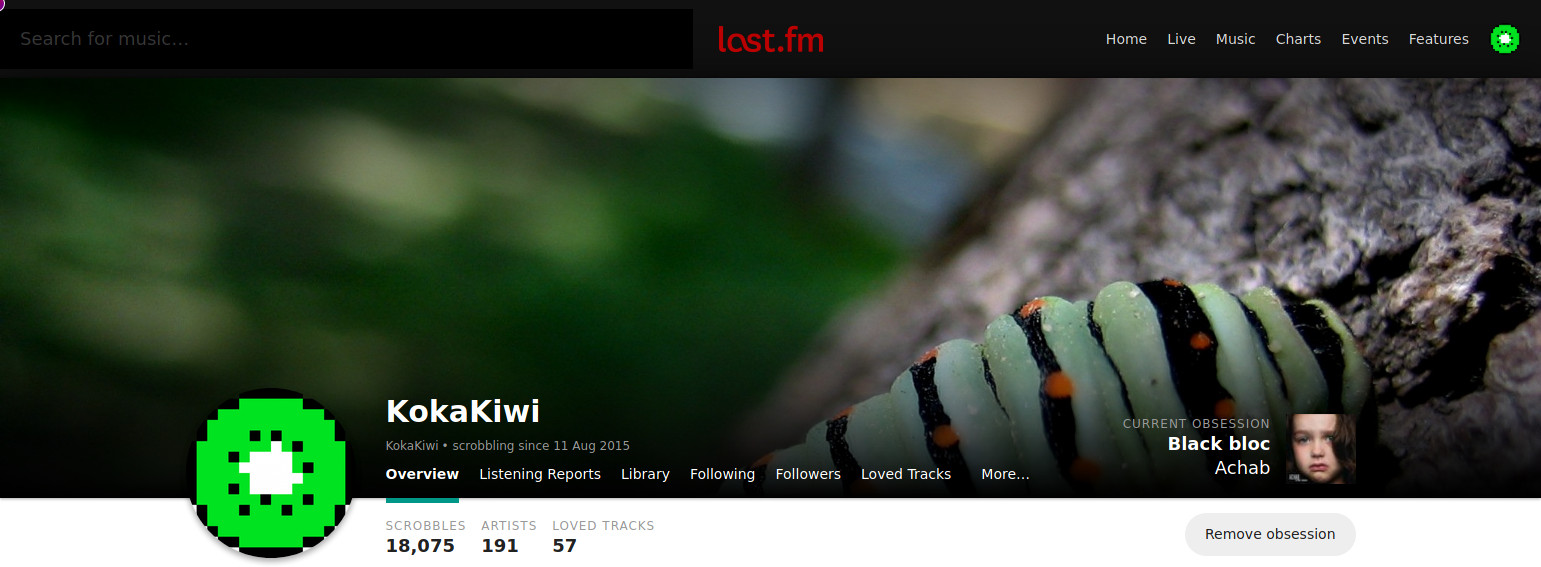 Search for music...
last.fm
Home Live Music Charts Events Features
KokaKiwi
KokaKiwi • scrobbling since 11 Aug 2015
Overview Listening Reports Library Following Followers Loved Tracks More...
CURRENT OBSESSION
Black bloc
Achab
SCROBBLES ARTISTS LOVED TRACKS
18,075 191 57
Remove obsession